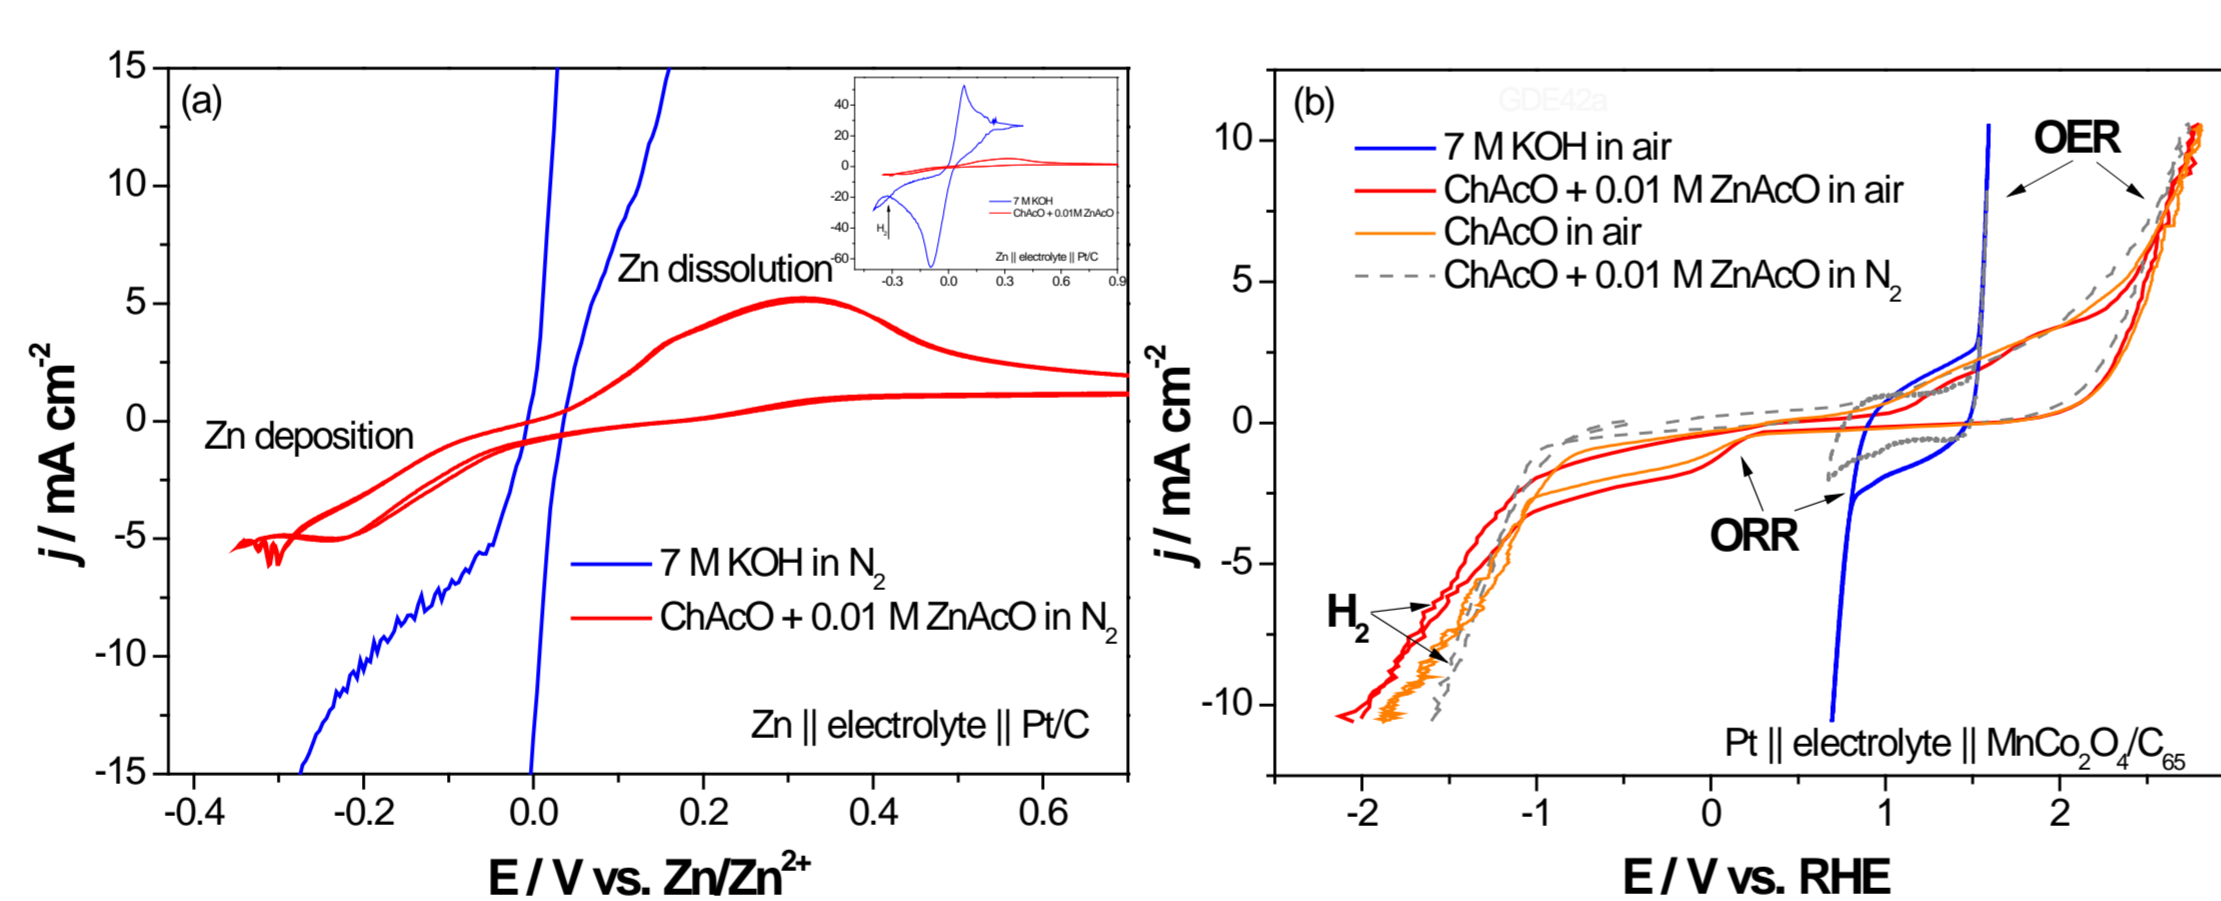 (a)
15
10
5
0
-5
-10
-15
j / mA cm-2
Zn deposition
Zn dissolution
7 M KOH in N2
ChAcO + 0.01 M ZnAcO in N2
Zn || electrolyte || Pt/C
-0.4 -0.2 0.0 0.2 0.4 0.6
E / V vs. Zn/Zn2+
40
20
0
-20
-40
-60
H2
7 M KOH
ChAcO + 0.01M ZnAcO
Zn || electrolyte || Pt/C
-0.3 0.0 0.3 0.6 0.9
(b)
GDE42a
10
5
0
-5
-10
j / mA cm-2
7 M KOH in air
ChAcO + 0.01 M ZnAcO in air
ChAcO in air
ChAcO + 0.01 M ZnAcO in N2
OER
ORR
H2
Pt || electrolyte || MnCo2O4/C65
-2 -1 0 1 2
E / V vs. RHE